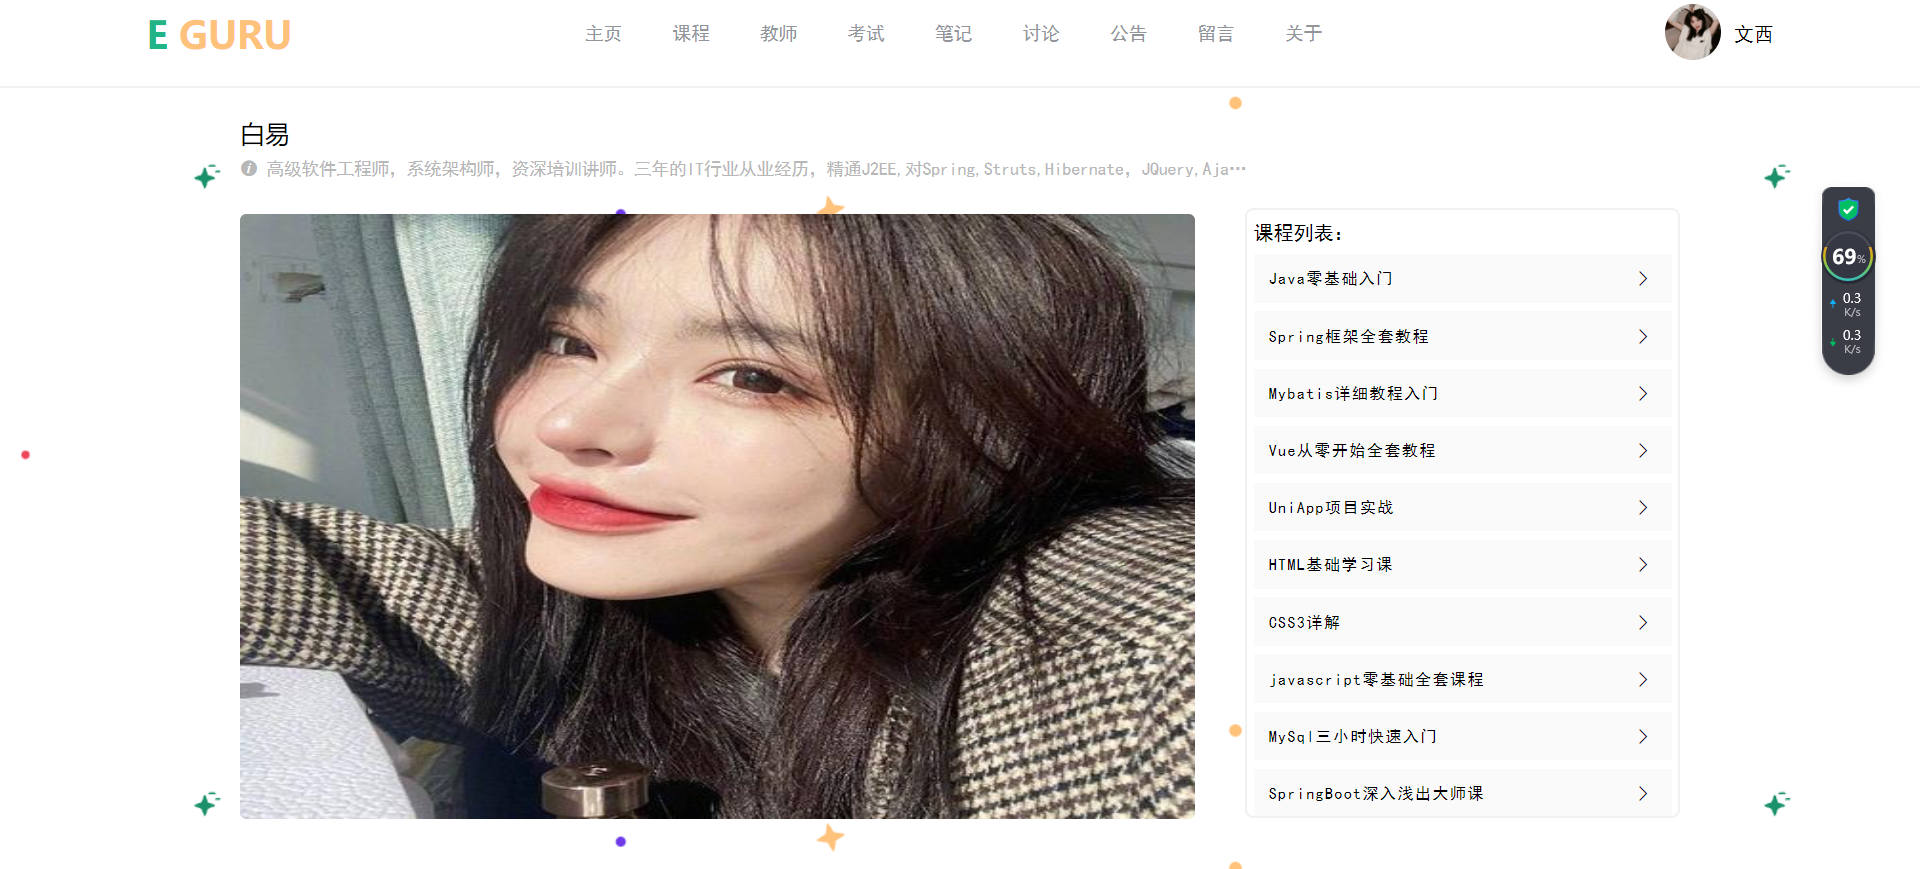 E GURU
主页 课程 教师 考试 笔记 讨论 公告 留言 关于
文西
白易
高级软件工程师，系统架构师，资深培训讲师。三年的IT行业从业经历，精通J2EE,对Spring,Struts,Hibernate，JQuery,Aja…
课程列表：
Java零基础入门
Spring框架全套教程
Mybatis详细教程入门
Vue从零开始全套教程
UniApp项目实战
HTML基础学习课
CSS3详解
javascript零基础全套课程
MySql三小时快速入门
SpringBoot深入浅出大师课
69%
0.3
K/s
0.3
K/s